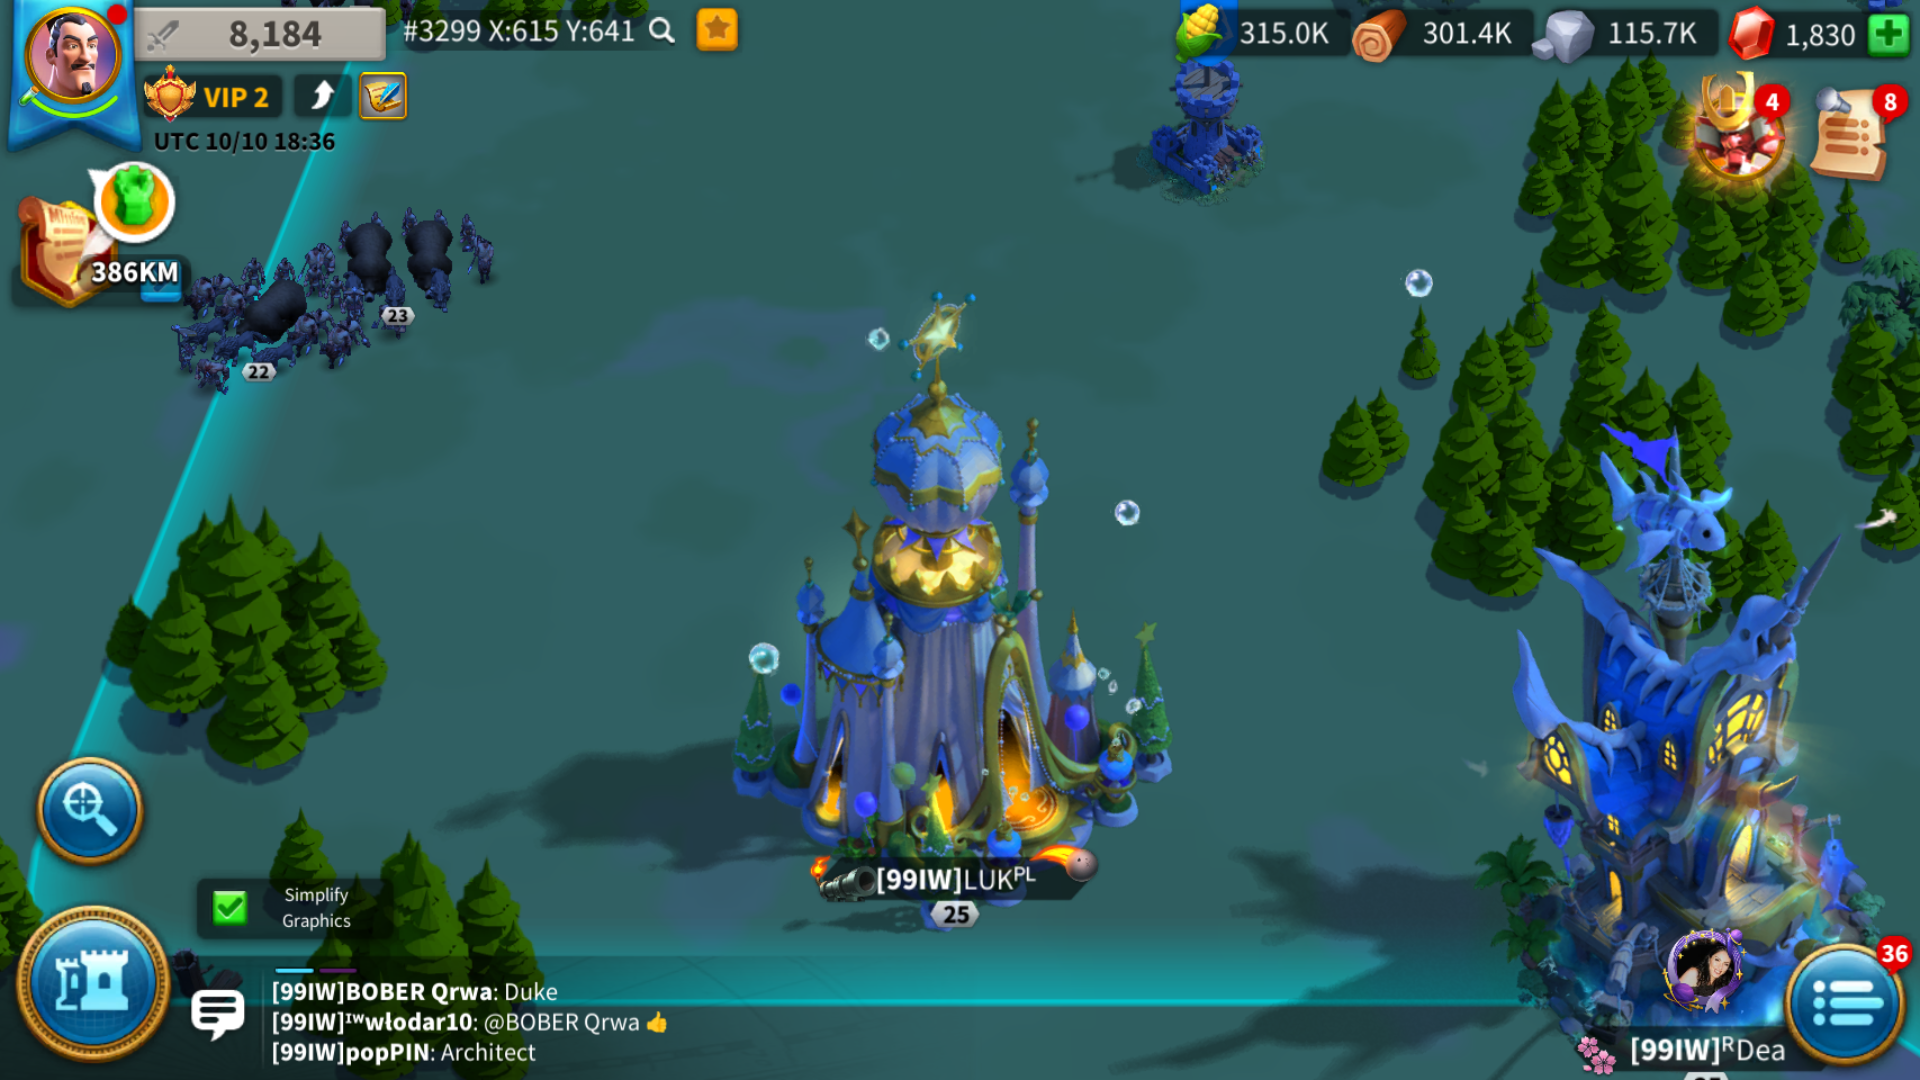 8,184
#3299 X:615 Y:641
315.0K
301.4K
115.7K
1,830
VIP 2
4
8
UTC 10/10 18:36
Mission
386KM
23
22
[99IW]LUKᴾᴸ
25
Simplify
Graphics
36
[99IW]BOBER Qrwa: Duke
[99IW]ᴵᵂwłodar10: @BOBER Qrwa 👍
[99IW]popPIN: Architect
[99IW]ᴿDea